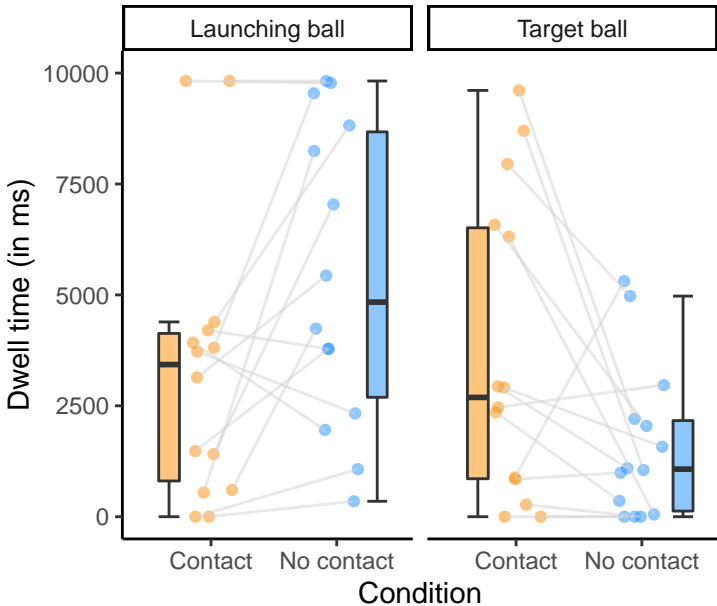 Launching ball
Target ball
Dwell time (in ms)
10000
7500
5000
2500
0
Contact
No contact
Contact
No contact
Condition